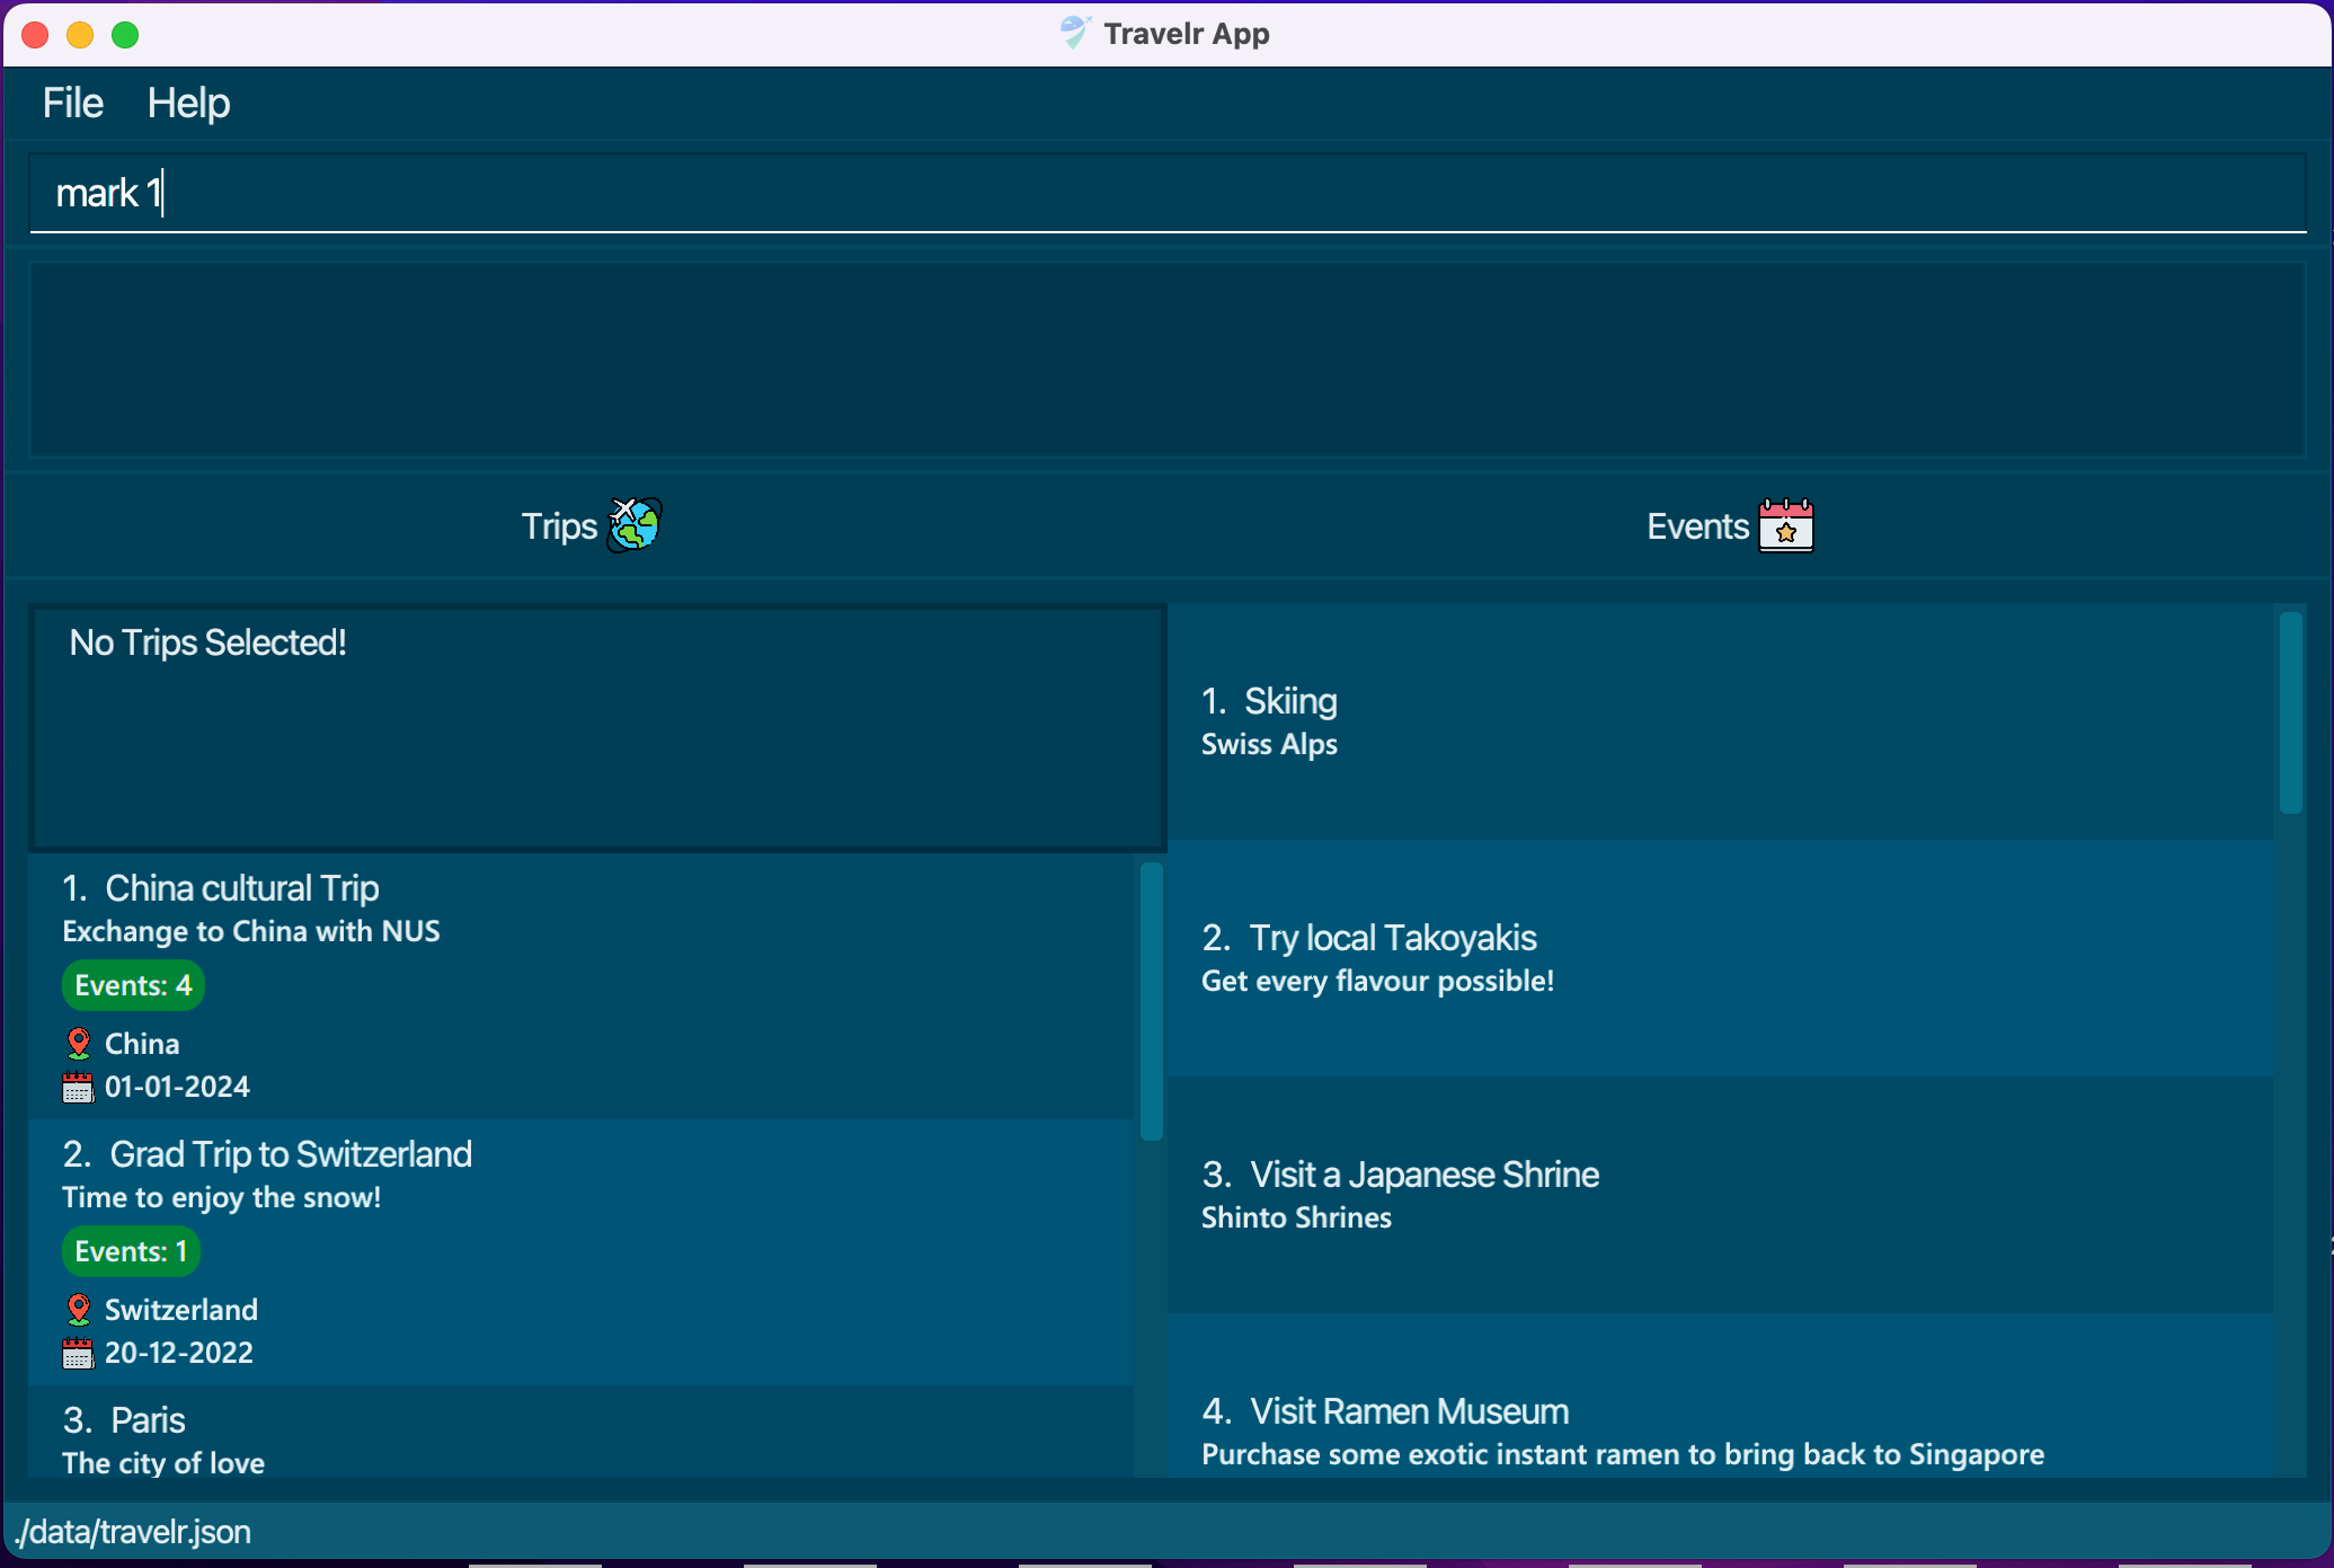 Travelr App
File Help
mark 1
Trips
Events
No Trips Selected!
1. China cultural Trip
Exchange to China with NUS
Events: 4
China
01-01-2024
2. Grad Trip to Switzerland
Time to enjoy the snow!
Events: 1
Switzerland
20-12-2022
3. Paris
The city of love
1. Skiing
Swiss Alps
2. Try local Takoyakis
Get every flavour possible!
3. Visit a Japanese Shrine
Shinto Shrines
4. Visit Ramen Museum
Purchase some exotic instant ramen to bring back to Singapore
./data/travelr.json